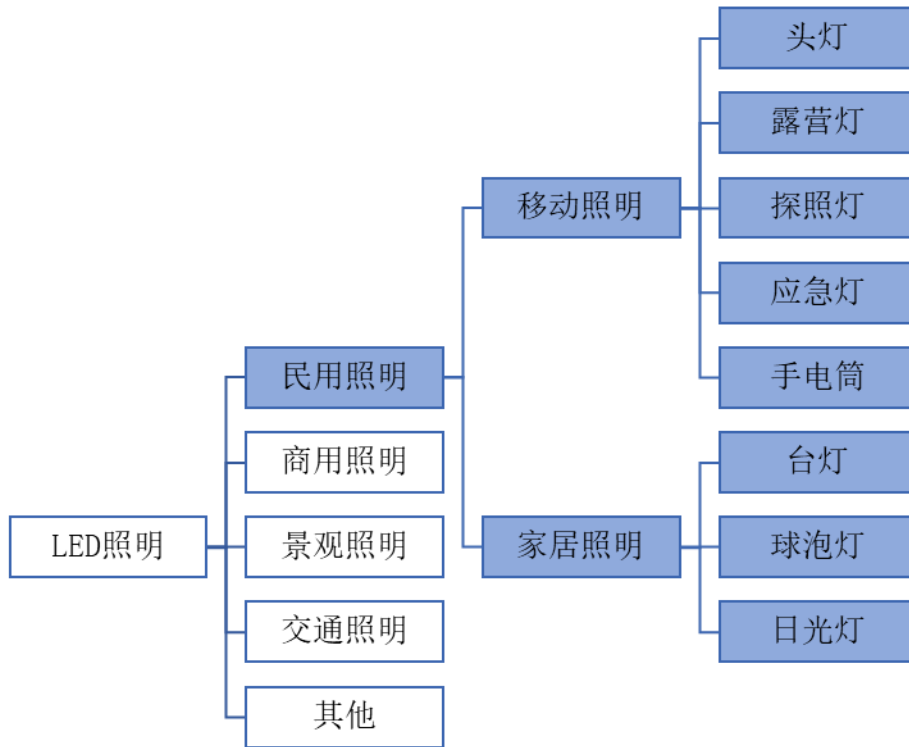 头灯
露营灯
移动照明
探照灯
应急灯
民用照明
手电筒
商用照明
台灯
LED照明
景观照明
家居照明
球泡灯
交通照明
日光灯
其他